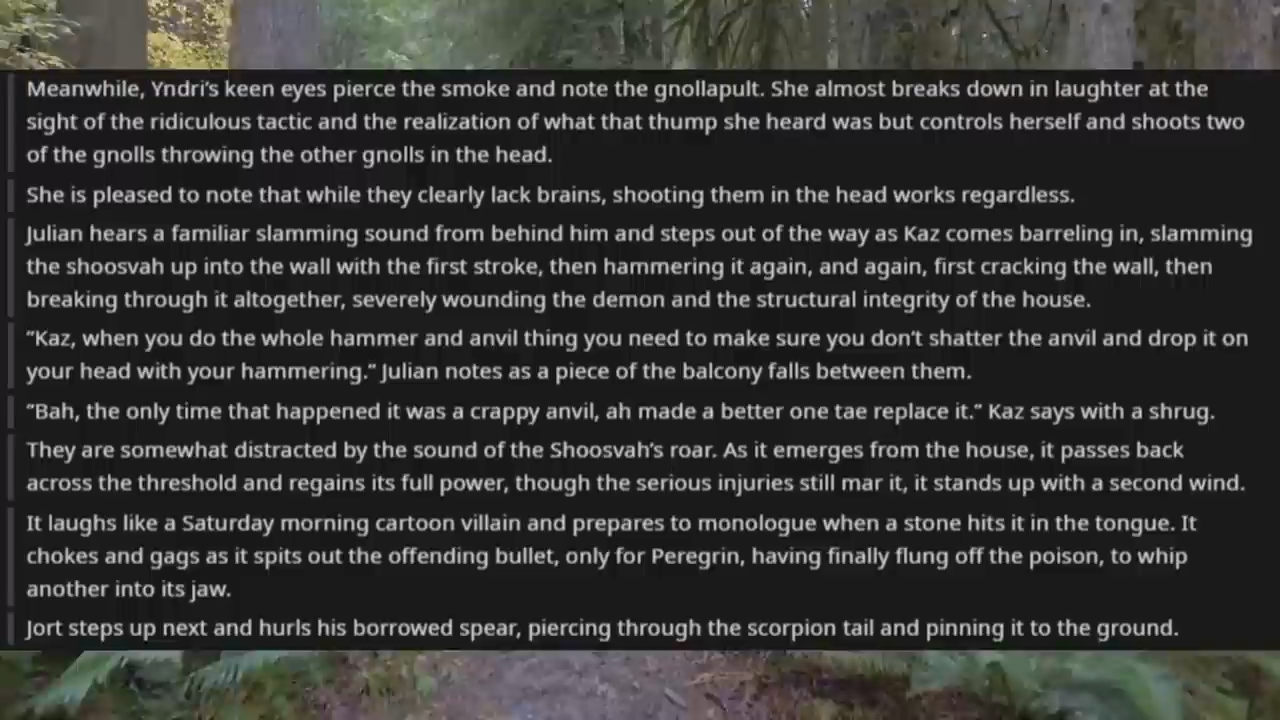 Meanwhile, Yndri’s keen eyes pierce the smoke and note the gnollapult. She almost breaks down in laughter at the
sight of the ridiculous tactic and the realization of what that thump she heard was but controls herself and shoots two
of the gnolls throwing the other gnolls in the head.
She is pleased to note that while they clearly lack brains, shooting them in the head works regardless.
Julian hears a familiar slamming sound from behind him and steps out of the way as Kaz comes barreling in, slamming
the shoosvah up into the wall with the first stroke, then hammering it again, and again, first cracking the wall, then
breaking through it altogether, severely wounding the demon and the structural integrity of the house.
“Kaz, when you do the whole hammer and anvil thing you need to make sure you don’t shatter the anvil and drop it on
your head with your hammering.” Julian notes as a piece of the balcony falls between them.
“Bah, the only time that happened it was a crappy anvil, ah made a better one tae replace it.” Kaz says with a shrug.
They are somewhat distracted by the sound of the Shoosvah’s roar. As it emerges from the house, it passes back
across the threshold and regains its full power, though the serious injuries still mar it, it stands up with a second wind.
It laughs like a Saturday morning cartoon villain and prepares to monologue when a stone hits it in the tongue. It
chokes and gags as it spits out the offending bullet, only for Peregrin, having finally flung off the poison, to whip
another into its jaw.
Jort steps up next and hurls his borrowed spear, piercing through the scorpion tail and pinning it to the ground.